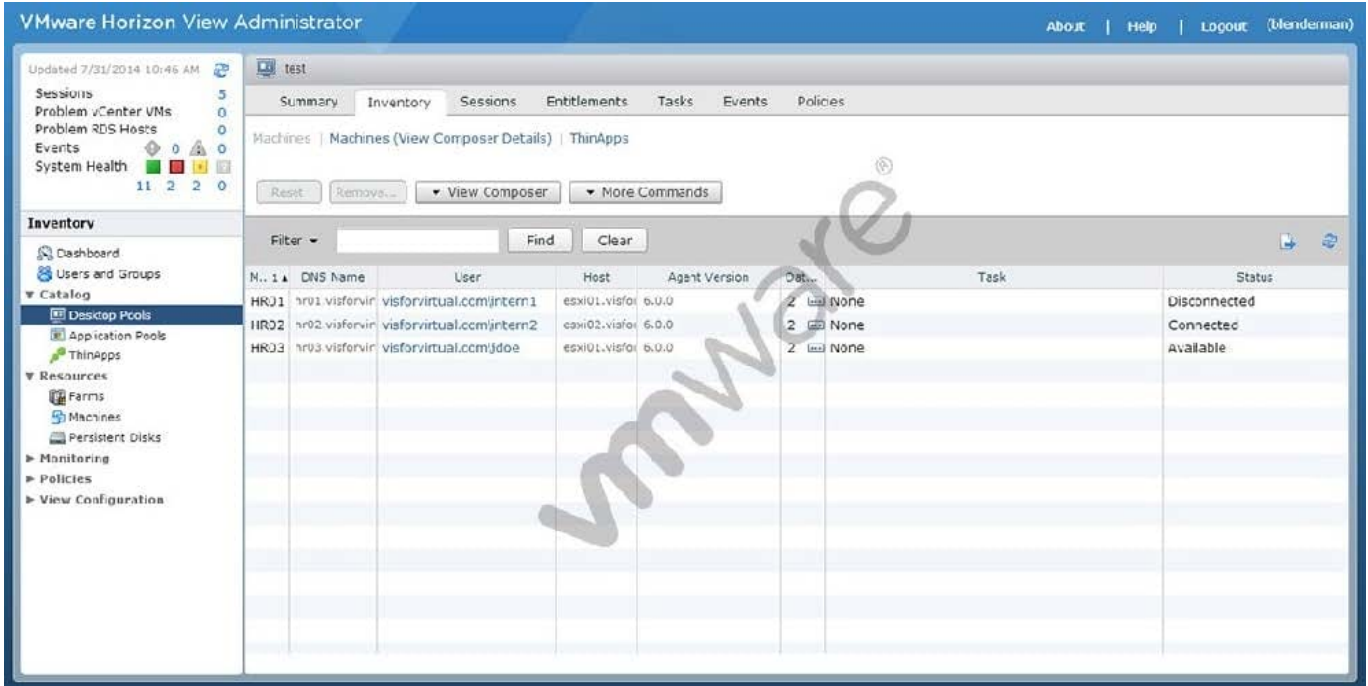 VMware Horizon View Administrator
About | Help | Logout (blenderman)
Updated 7/31/2014 10:46 AM
Sessions 5
Problem vCenter VMs 0
Problem RDS Hosts 0
Events 0 0
System Health
11 2 2 0
Inventory
Dashboard
Users and Groups
Catalog
Desktop Pools
Application Pools
ThinApps
Resources
Farms
Machines
Persistent Disks
Monitoring
Policies
View Configuration
test
Summary Inventory Sessions Entitlements Tasks Events Policies
Machines | Machines (View Composer Details) | ThinApps
Reset Remove... View Composer More Commands
Filter Find Clear
M.. 1 DNS Name User Host Agent Version Dat... Task Status
HR01 hr01.visforvir visforvirtual.com\intern1 esxi01.visfor 6.0.0 2 None Disconnected
HR02 hr02.visforvir visforvirtual.com\intern2 esxi02.visfor 6.0.0 2 None Connected
HR03 hr03.visforvir visforvirtual.com\jdoe esxi01.visfor 6.0.0 2 None Available
vmware®